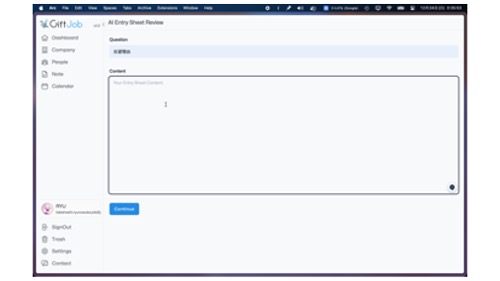 Arc File Edit View Spaces Tabs Archive Extensions Window Help
GiftJob
AI Entry Sheet Review
Dashboard
Company
People
Note
Calendar
Question
志望理由
Content
Your Entry Sheet Content
RYU
Continue
SignOut
Trash
Settings
Contact